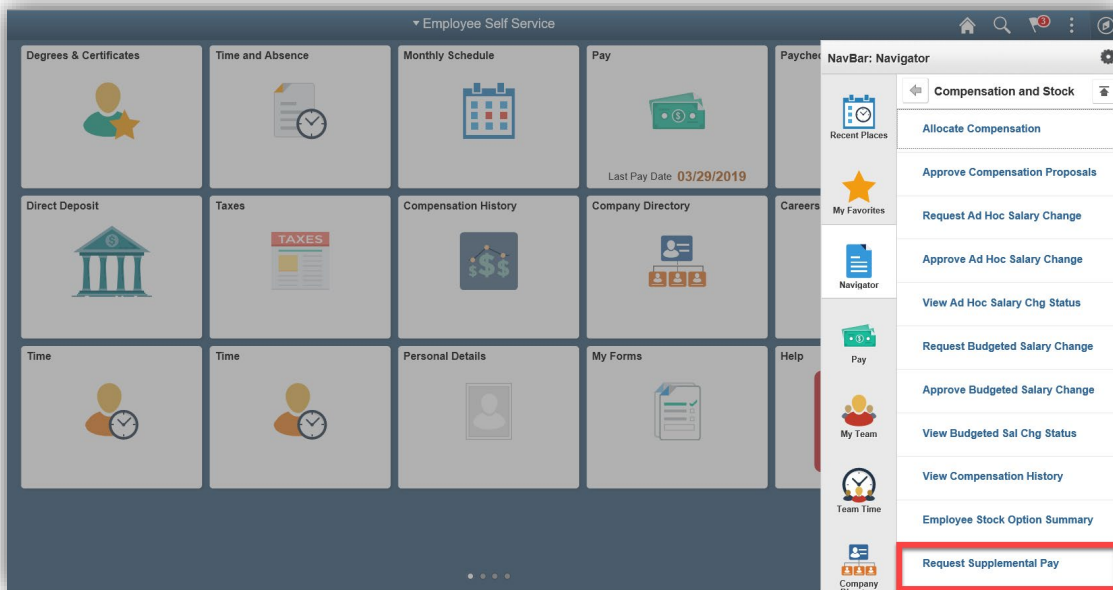 Employee Self Service
3
Degrees & Certificates
Time and Absence
Monthly Schedule
Pay
Last Pay Date 03/29/2019
Direct Deposit
Taxes
TAXES
Compensation History
Company Directory
Careers
Time
Time
Personal Details
My Forms
Help
NavBar: Navigator
Recent Places
My Favorites
Navigator
Pay
My Team
Team Time
Company
Compensation and Stock
Allocate Compensation
Approve Compensation Proposals
Request Ad Hoc Salary Change
Approve Ad Hoc Salary Change
View Ad Hoc Salary Chg Status
Request Budgeted Salary Change
Approve Budgeted Salary Change
View Budgeted Sal Chg Status
View Compensation History
Employee Stock Option Summary
Request Supplemental Pay